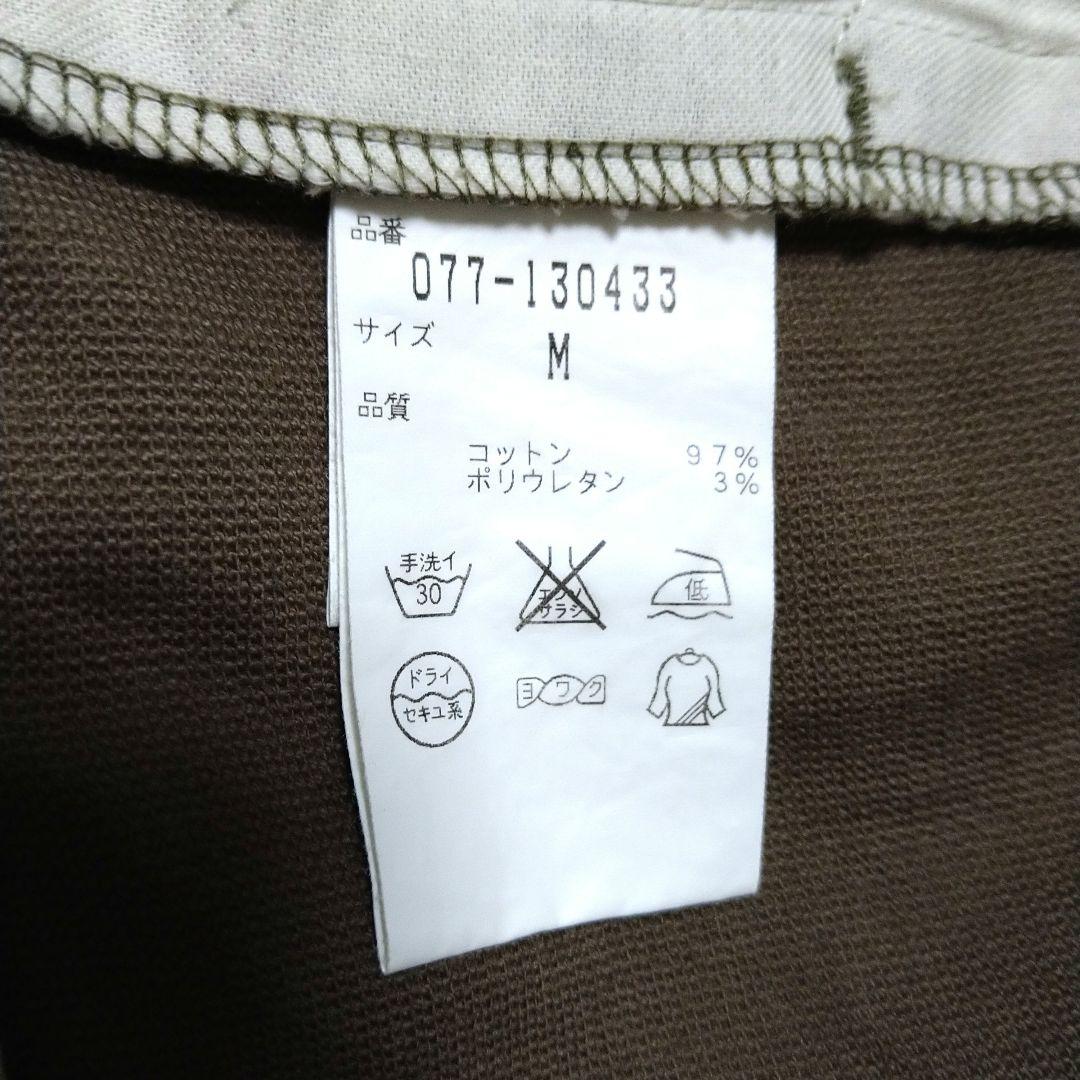 品番
077-130433
サイズ
M
品質
コットン 97%
ポリウレタン 3%
手洗イ
30
エンソ
サラシ
低
ドライ
セキユ系
ヨワク